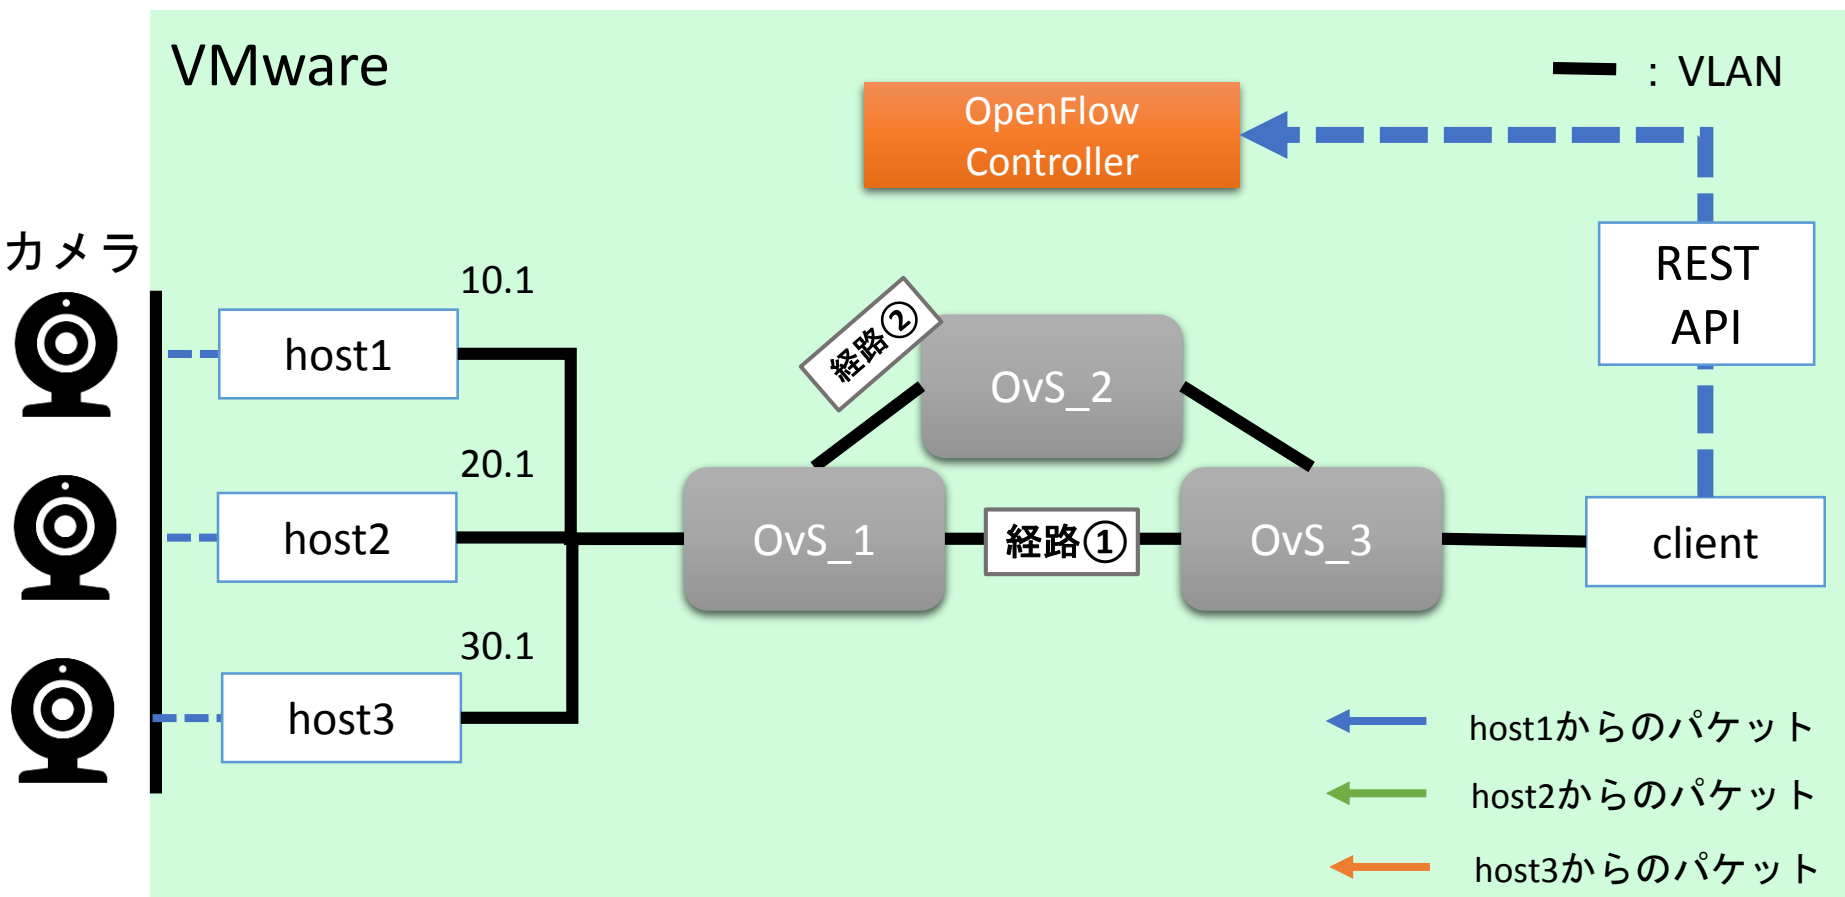 VMware
: VLAN
OpenFlow
Controller
カメラ
REST
API
10.1
host1
経路②
OvS_2
20.1
host2
OvS_1
経路①
OvS_3
client
30.1
host3
host1からのパケット
host2からのパケット
host3からのパケット